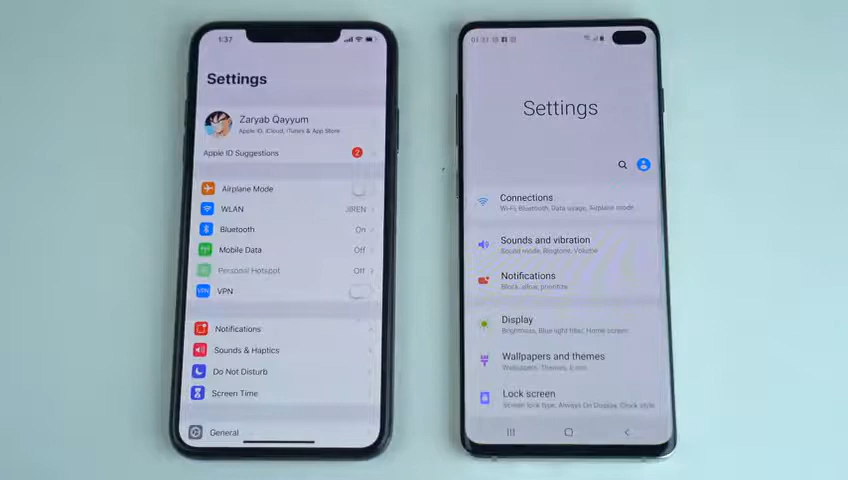 1:37
Settings
Zaryab Qayyum
Apple ID, iCloud, iTunes & App Store
Apple ID Suggestions
2
Airplane Mode
WLAN
JIREN
Bluetooth
On
Mobile Data
Off
Personal Hotspot
Off
VPN
VPN
Notifications
Sounds & Haptics
Do Not Disturb
Screen Time
General
Settings
Connections
Wi-Fi, Bluetooth, Data usage, Airplane mode
Sounds and vibration
Sound mode, Ringtone, Volume
Notifications
Block, allow, prioritize
Display
Brightness, Blue light filter, Home screen
Wallpapers and themes
Wallpapers, Themes, Icons
Lock screen
Screen lock type, Always On Display, Clock style